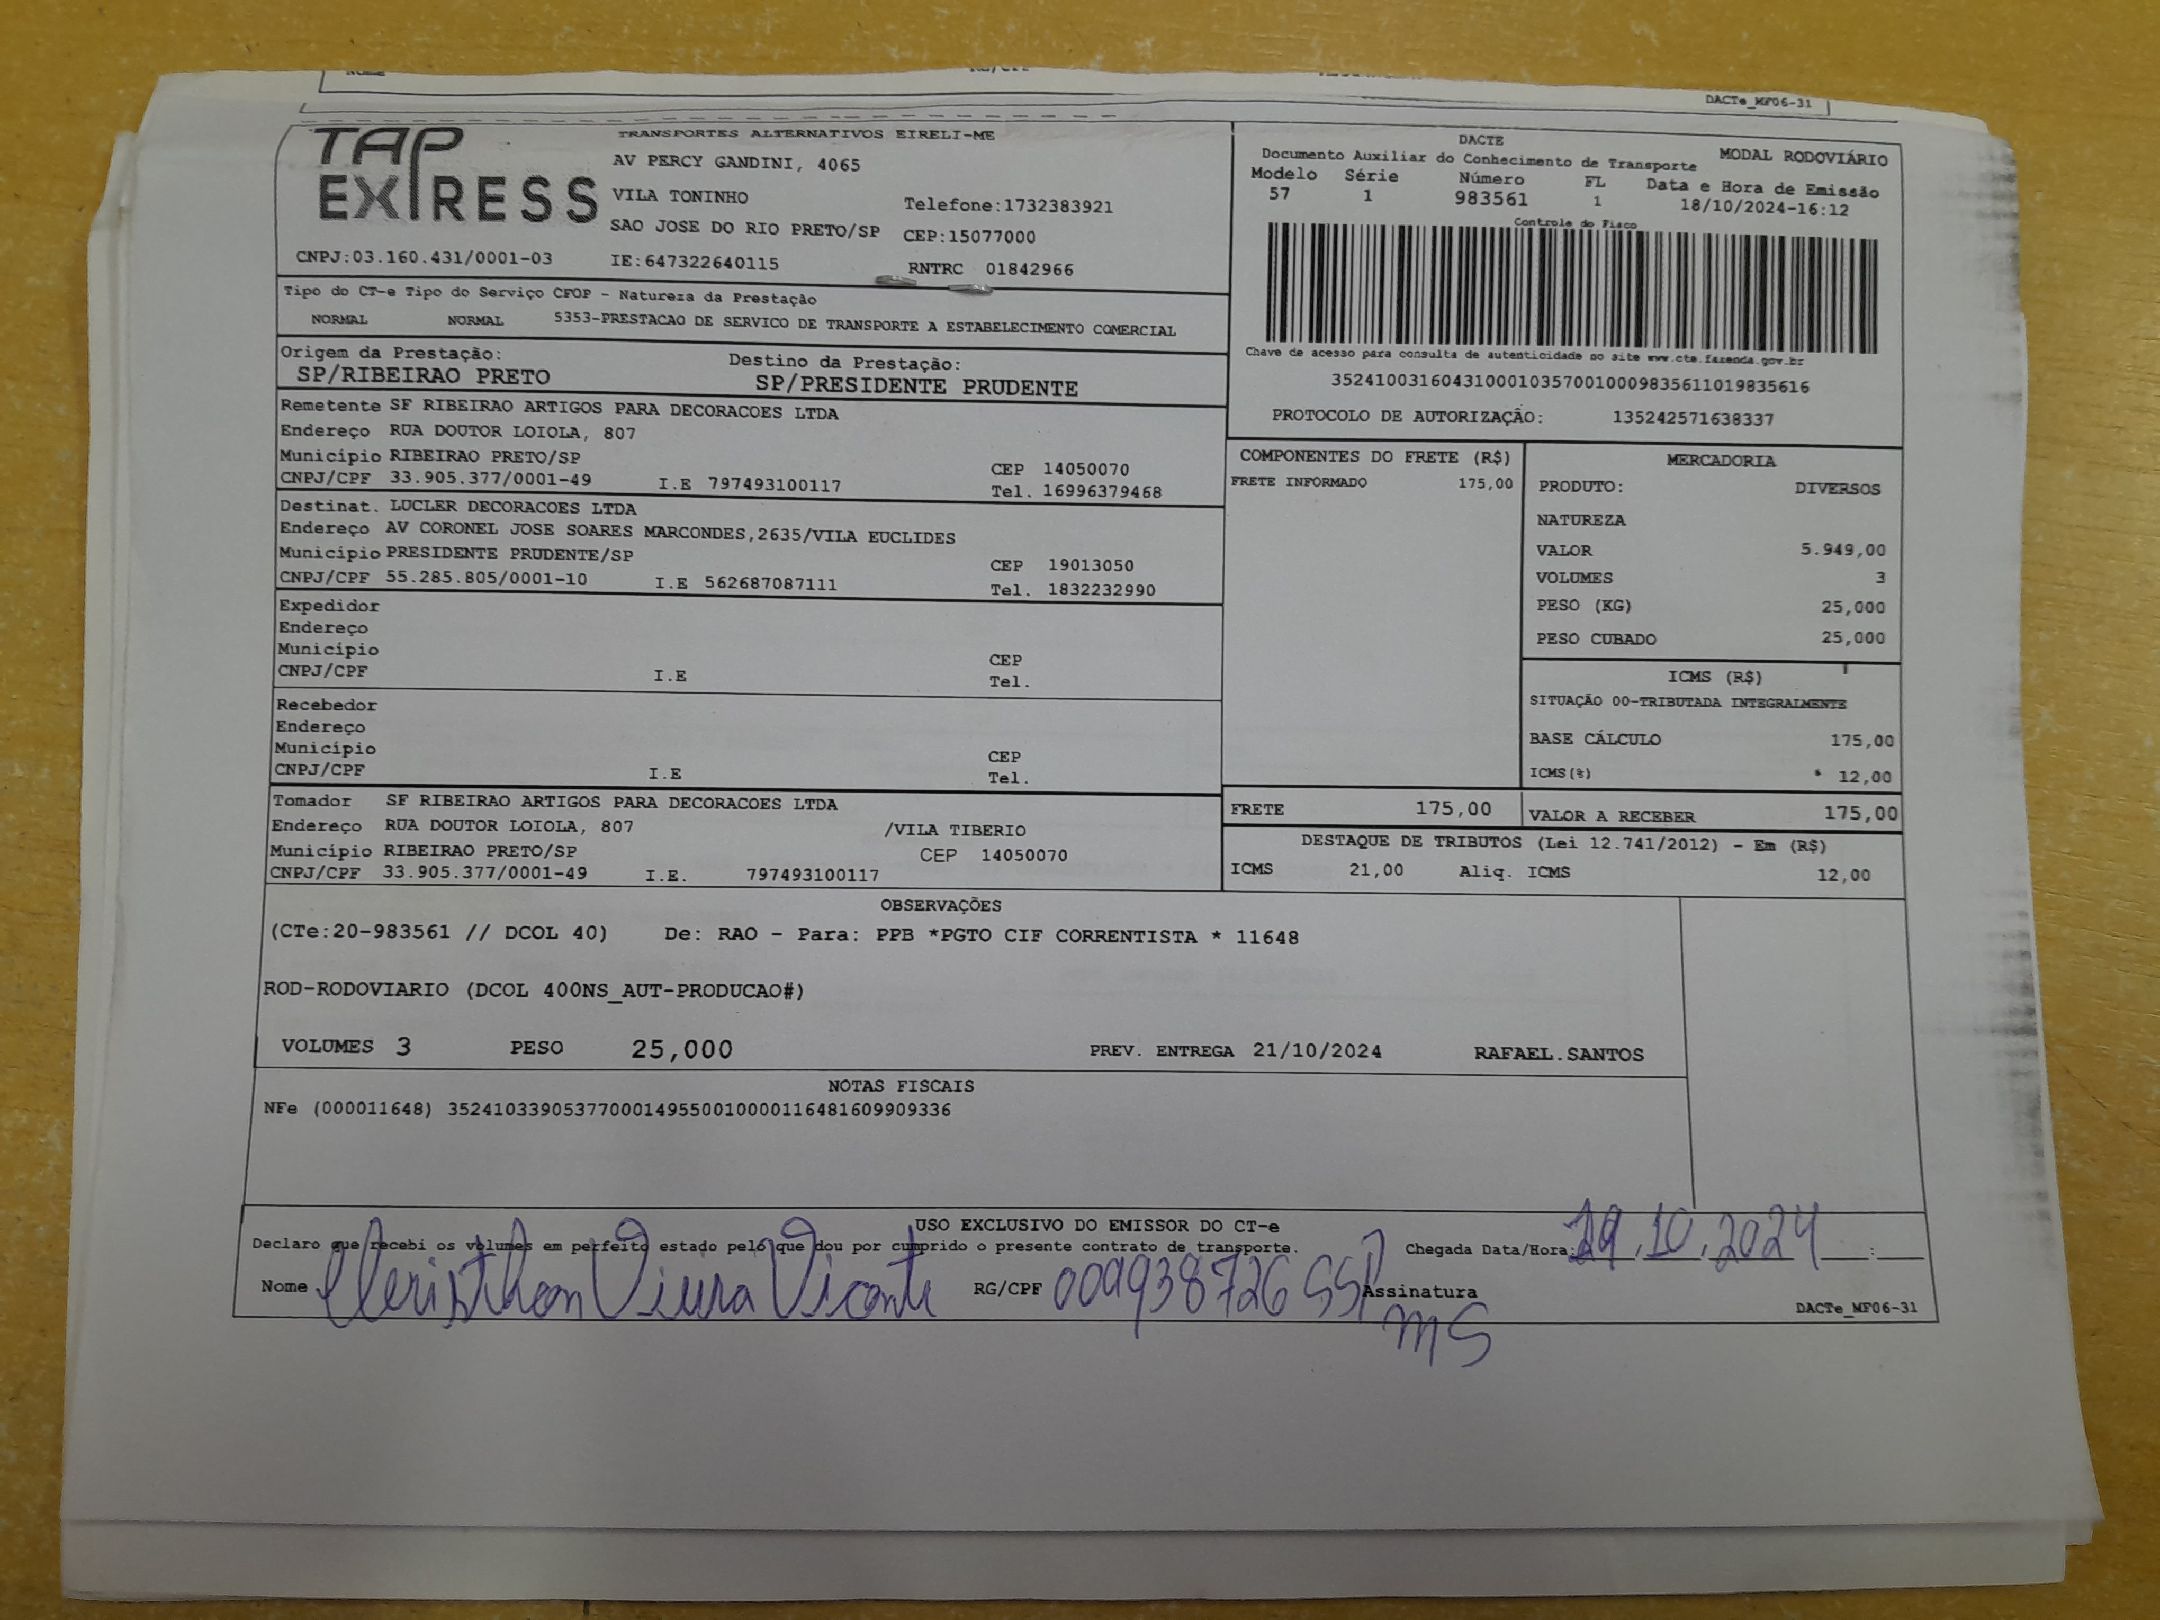 DACTe_MF06-31
TAP EXPRESS
TRANSPORTES ALTERNATIVOS EIRELI-ME
AV PERCY GANDINI, 4065
VILA TONINHO Telefone:1732383921
SAO JOSE DO RIO PRETO/SP CEP:15077000
CNPJ:03.160.431/0001-03 IE:647322640115 RNTRC 01842966
DACTE
Documento Auxiliar do Conhecimento de Transporte MODAL RODOVIÁRIO
Modelo Série Número FL Data e Hora de Emissão
57 1 983561 1 18/10/2024-16:12
Controle do Fisco
Chave de acesso para consulta de autenticidade no site www.cte.fazenda.gov.br
35241003160431000103570010009835611019835616
PROTOCOLO DE AUTORIZAÇÃO: 135242571638337
Tipo do CT-e Tipo do Serviço CFOP - Natureza da Prestação
NORMAL NORMAL 5353-PRESTACAO DE SERVICO DE TRANSPORTE A ESTABELECIMENTO COMERCIAL
Origem da Prestação: Destino da Prestação:
SP/RIBEIRAO PRETO SP/PRESIDENTE PRUDENTE
Remetente SF RIBEIRAO ARTIGOS PARA DECORACOES LTDA
Endereço RUA DOUTOR LOIOLA, 807
Município RIBEIRAO PRETO/SP CEP 14050070
CNPJ/CPF 33.905.377/0001-49 I.E 797493100117 Tel. 16996379468
Destinat. LUCLER DECORACOES LTDA
Endereço AV CORONEL JOSE SOARES MARCONDES,2635/VILA EUCLIDES
Município PRESIDENTE PRUDENTE/SP CEP 19013050
CNPJ/CPF 55.285.805/0001-10 I.E 562687087111 Tel. 1832232990
Expedidor
Endereço
Município CEP
CNPJ/CPF I.E Tel.
Recebedor
Endereço
Município CEP
CNPJ/CPF I.E Tel.
Tomador SF RIBEIRAO ARTIGOS PARA DECORACOES LTDA
Endereço RUA DOUTOR LOIOLA, 807 /VILA TIBERIO
Município RIBEIRAO PRETO/SP CEP 14050070
CNPJ/CPF 33.905.377/0001-49 I.E. 797493100117
COMPONENTES DO FRETE (R$)
FRETE INFORMADO 175,00
MERCADORIA
PRODUTO: DIVERSOS
NATUREZA
VALOR 5.949,00
VOLUMES 3
PESO (KG) 25,000
PESO CUBADO 25,000
ICMS (R$)
SITUAÇÃO 00-TRIBUTADA INTEGRALMENTE
BASE CÁLCULO 175,00
ICMS(%) * 12,00
FRETE 175,00 VALOR A RECEBER 175,00
DESTAQUE DE TRIBUTOS (Lei 12.741/2012) - Em (R$)
ICMS 21,00 Aliq. ICMS 12,00
OBSERVAÇÕES
(CTe:20-983561 // DCOL 40) De: RAO - Para: PPB *PGTO CIF CORRENTISTA * 11648
ROD-RODOVIARIO (DCOL 400NS_AUT-PRODUCAO#)
VOLUMES 3 PESO 25,000 PREV. ENTREGA 21/10/2024 RAFAEL.SANTOS
NOTAS FISCAIS
NFe (000011648) 35241033905377000149550010000116481609909336
USO EXCLUSIVO DO EMISSOR DO CT-e
Declaro que recebi os volumes em perfeito estado pelo que dou por cumprido o presente contrato de transporte. Chegada Data/Hora: 29.10.2024 :
Nome Vieira Vicente RG/CPF 009938726 SSP Assinatura
MS
DACTe_MF06-31